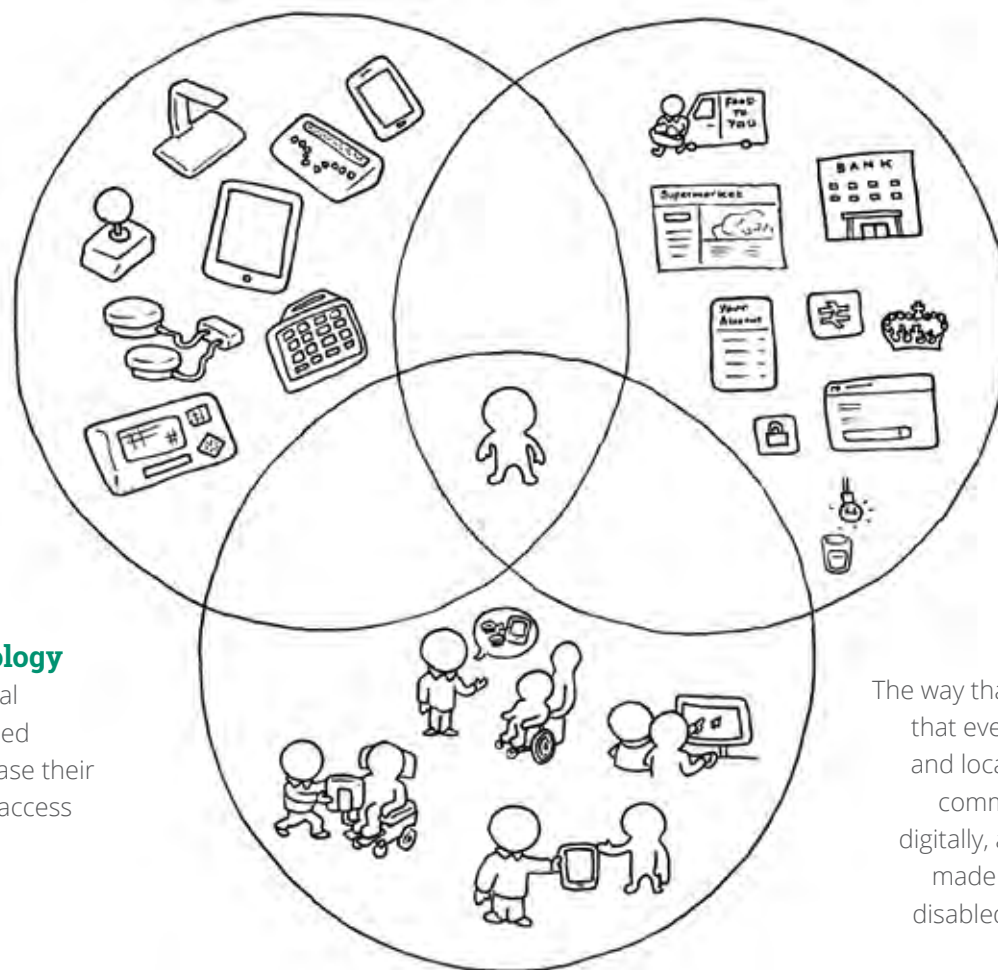 FOOD
TO
YOU
BANK
Supermarket
Your
ology
al
ed
ase their
access
The way tha
that eve
and loca
comm
digitally, a
made
disabled